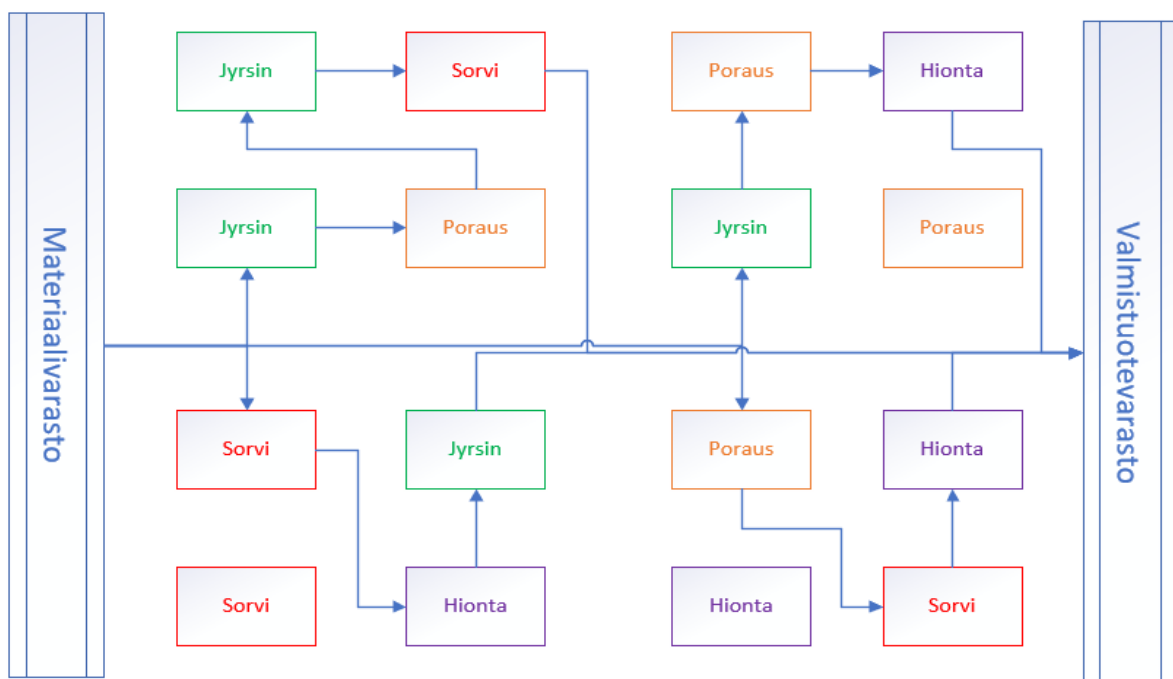 Materiaalivarasto
Jyrsin
Sorvi
Poraus
Hionta
Jyrsin
Poraus
Jyrsin
Poraus
Sorvi
Jyrsin
Poraus
Hionta
Sorvi
Hionta
Hionta
Sorvi
Valmistuotevarasto